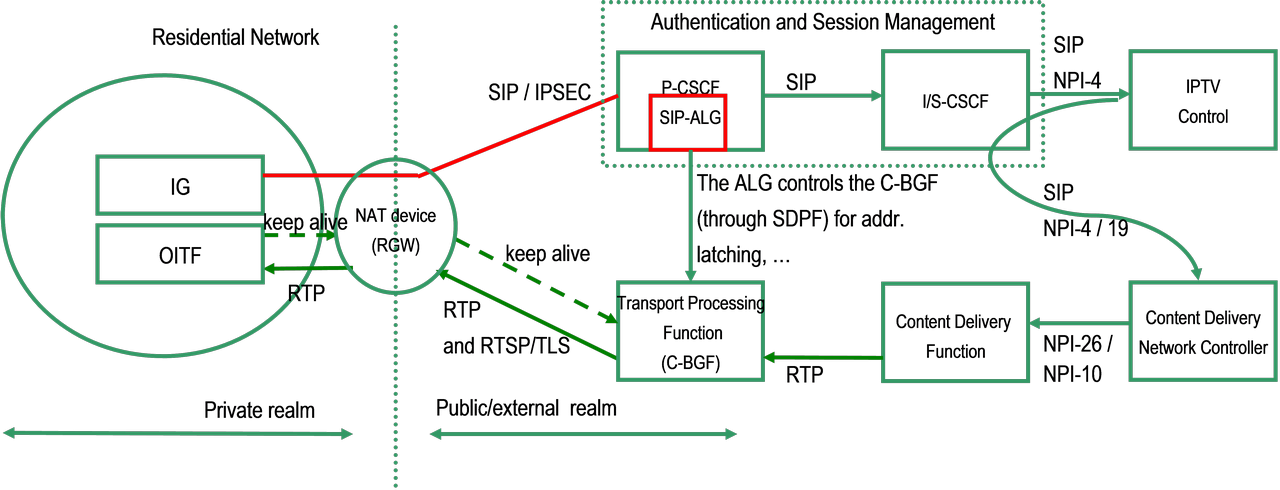 Authentication and Session Management
Residential Network
SIP / IPSEC
P-CSCF
SIP-ALG
SIP
I/S-CSCF
SIP
NPI-4
IPTV
Control
IG
keep alive
OITF
RTP
NAT device
(RGW)
The ALG controls the C-BGF
(through SDPF) for addr.
latching, …
SIP
NPI-4 / 19
keep alive
RTP
and RTSP/TLS
Transport Processing
Function
(C-BGF)
RTP
Content Delivery
Function
NPI-26 /
NPI-10
Content Delivery
Network Controller
Private realm
Public/external realm